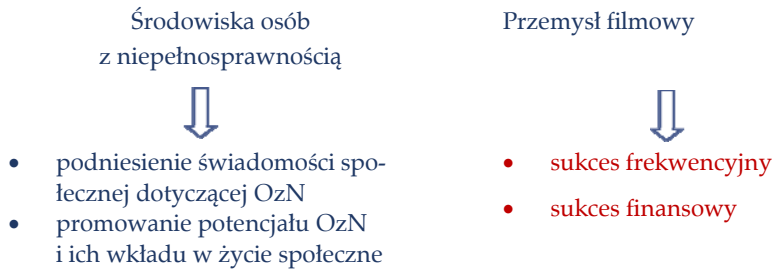 Środowiska osób
z niepełnosprawnością
• podniesienie świadomości spo-
łecznej dotyczącej OzN
• promowanie potencjału OzN
i ich wkładu w życie społeczne
Przemysł filmowy
• sukces frekwencyjny
• sukces finansowy